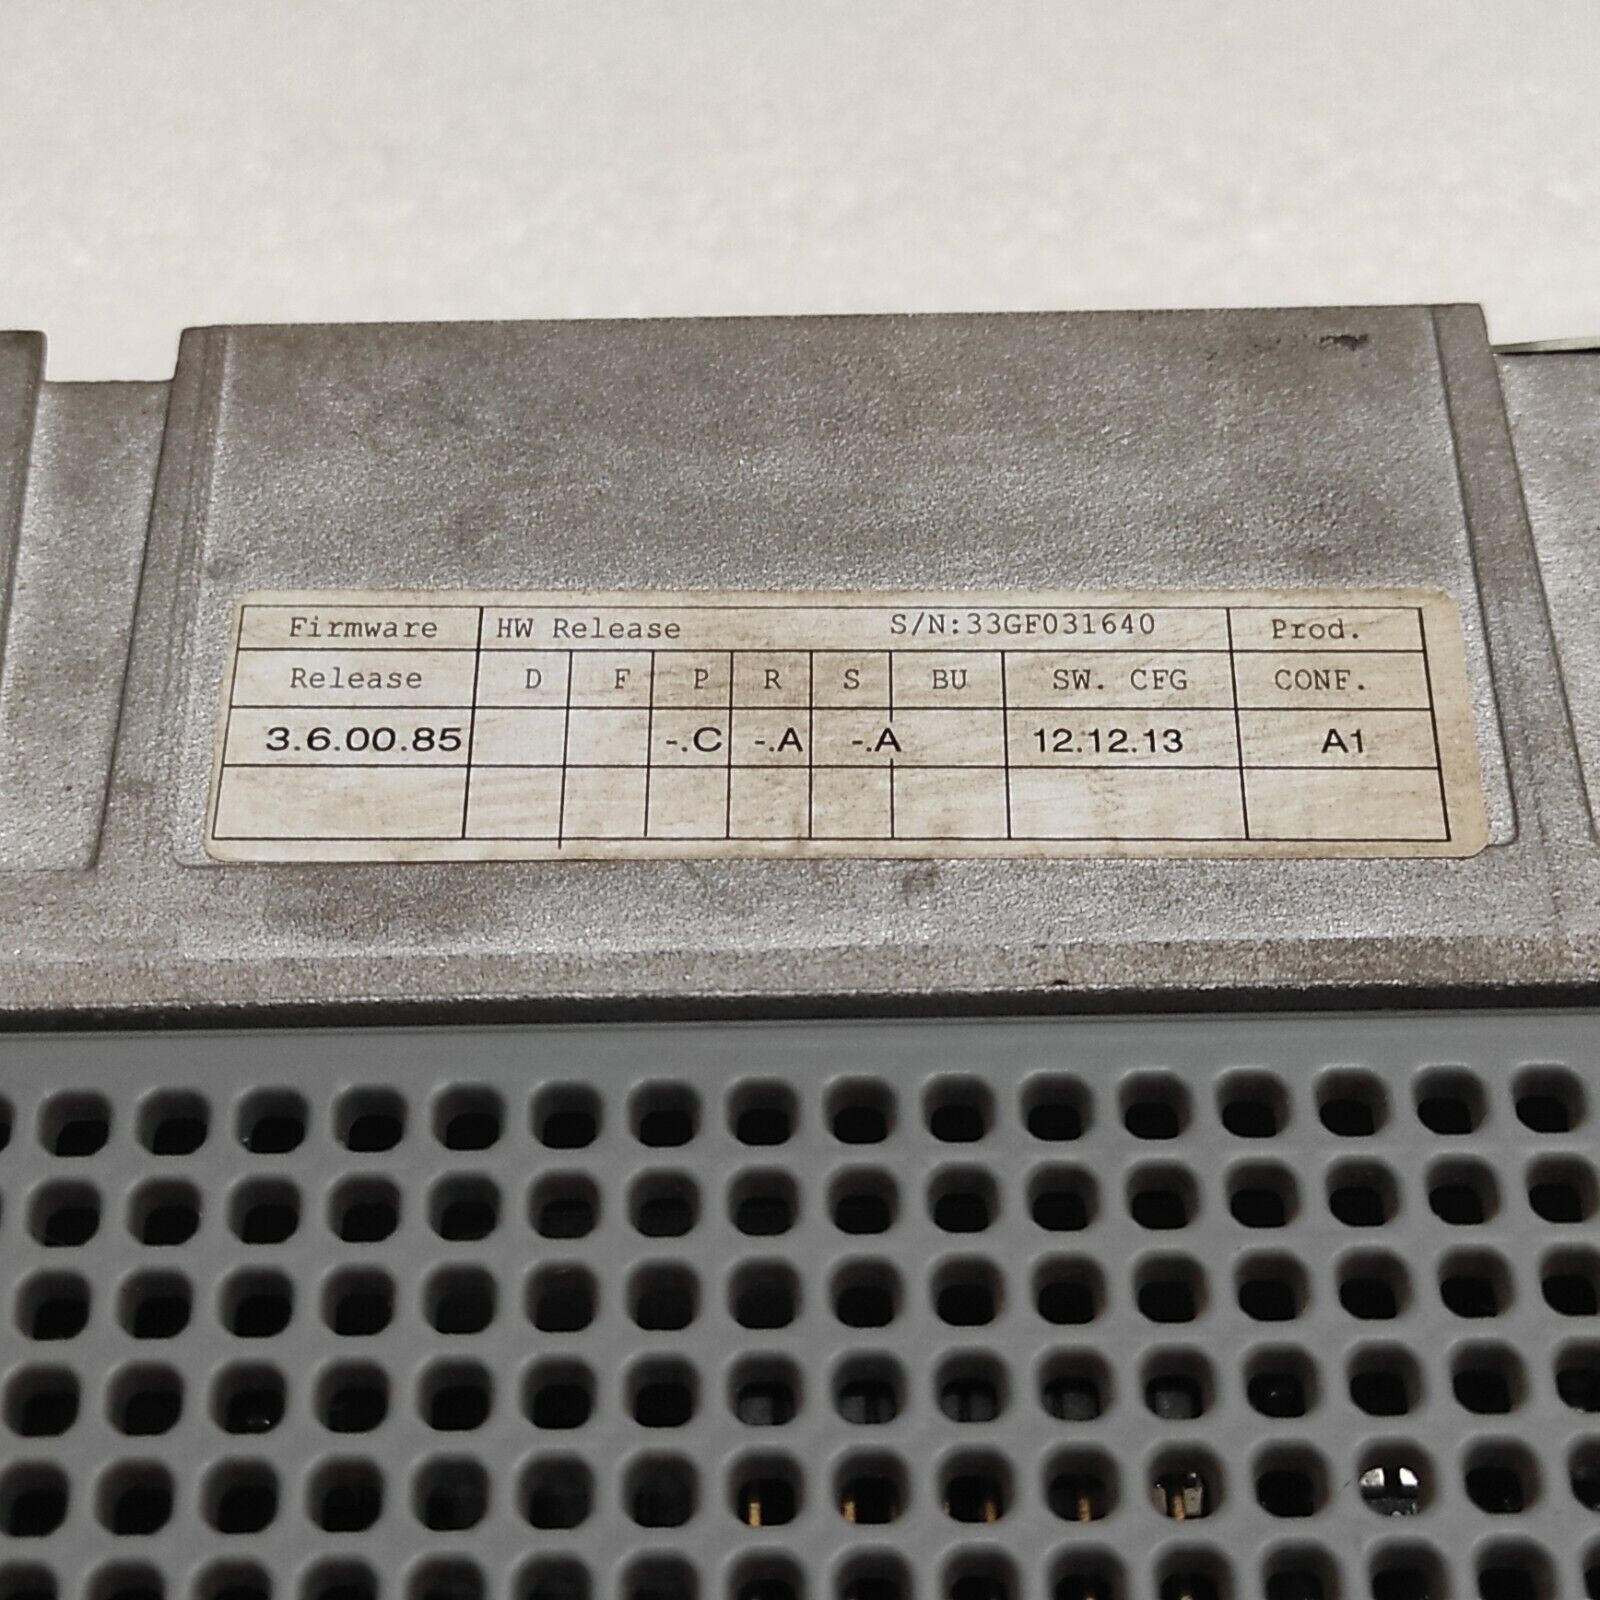 Firmware HW Release S/N:33GF031640 Prod.
Release D F P R S BU SW. CFG CONF.
3.6.00.85 -.C -.A -.A 12.12.13 A1